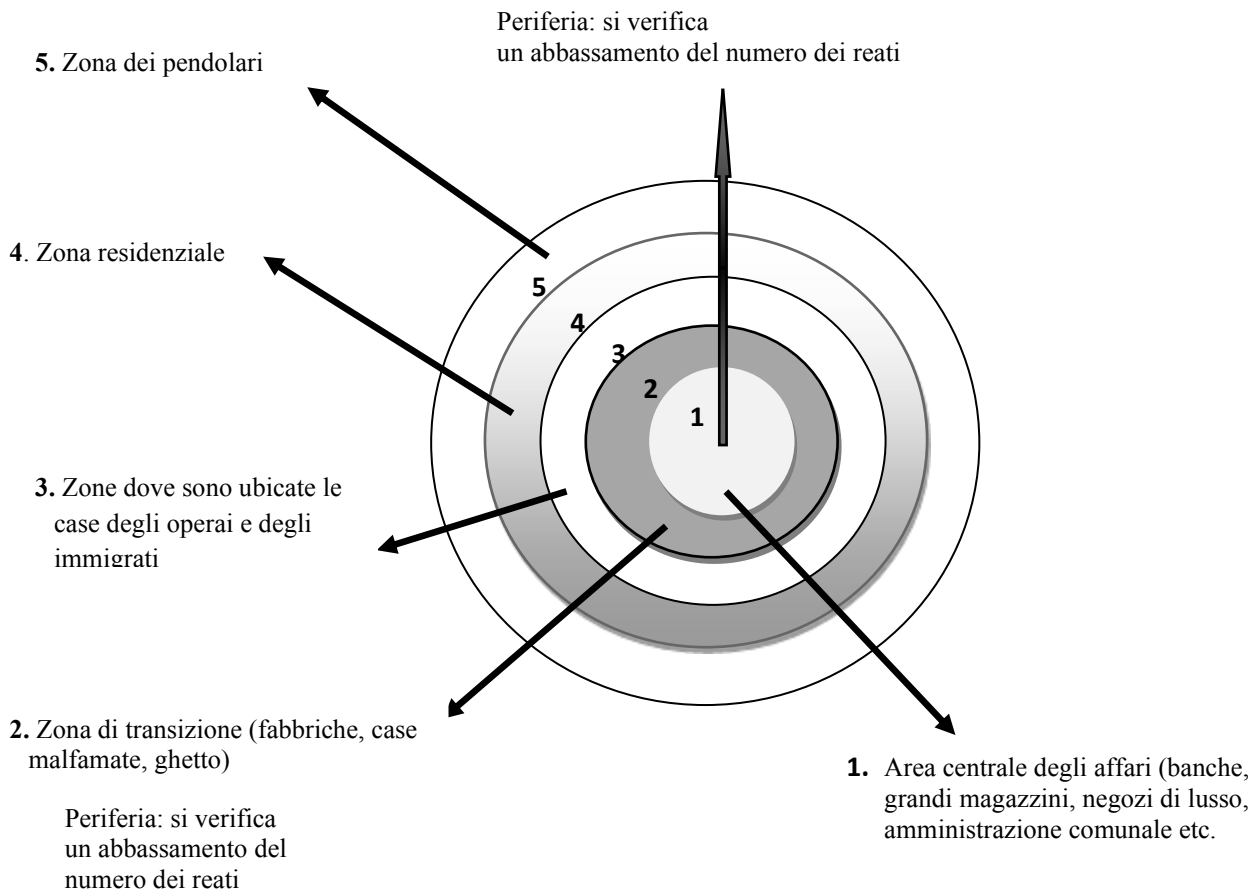 Periferia: si verifica
un abbassamento del numero dei reati
5. Zona dei pendolari
4. Zona residenziale
5
4
3
2
1
3. Zone dove sono ubicate le
case degli operai e degli
immigrati
2. Zona di transizione (fabbriche, case
malfamate, ghetto)
1. Area centrale degli affari (banche,
grandi magazzini, negozi di lusso,
amministrazione comunale etc.
Periferia: si verifica
un abbassamento del
numero dei reati